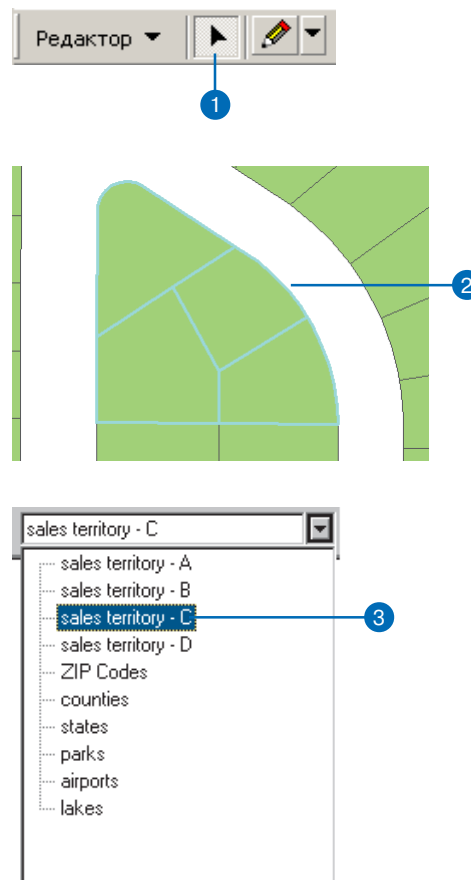 Редактор
1
2
sales territory - C
sales territory - A
sales territory - B
sales territory - C
3
sales territory - D
ZIP Codes
counties
states
parks
airports
lakes